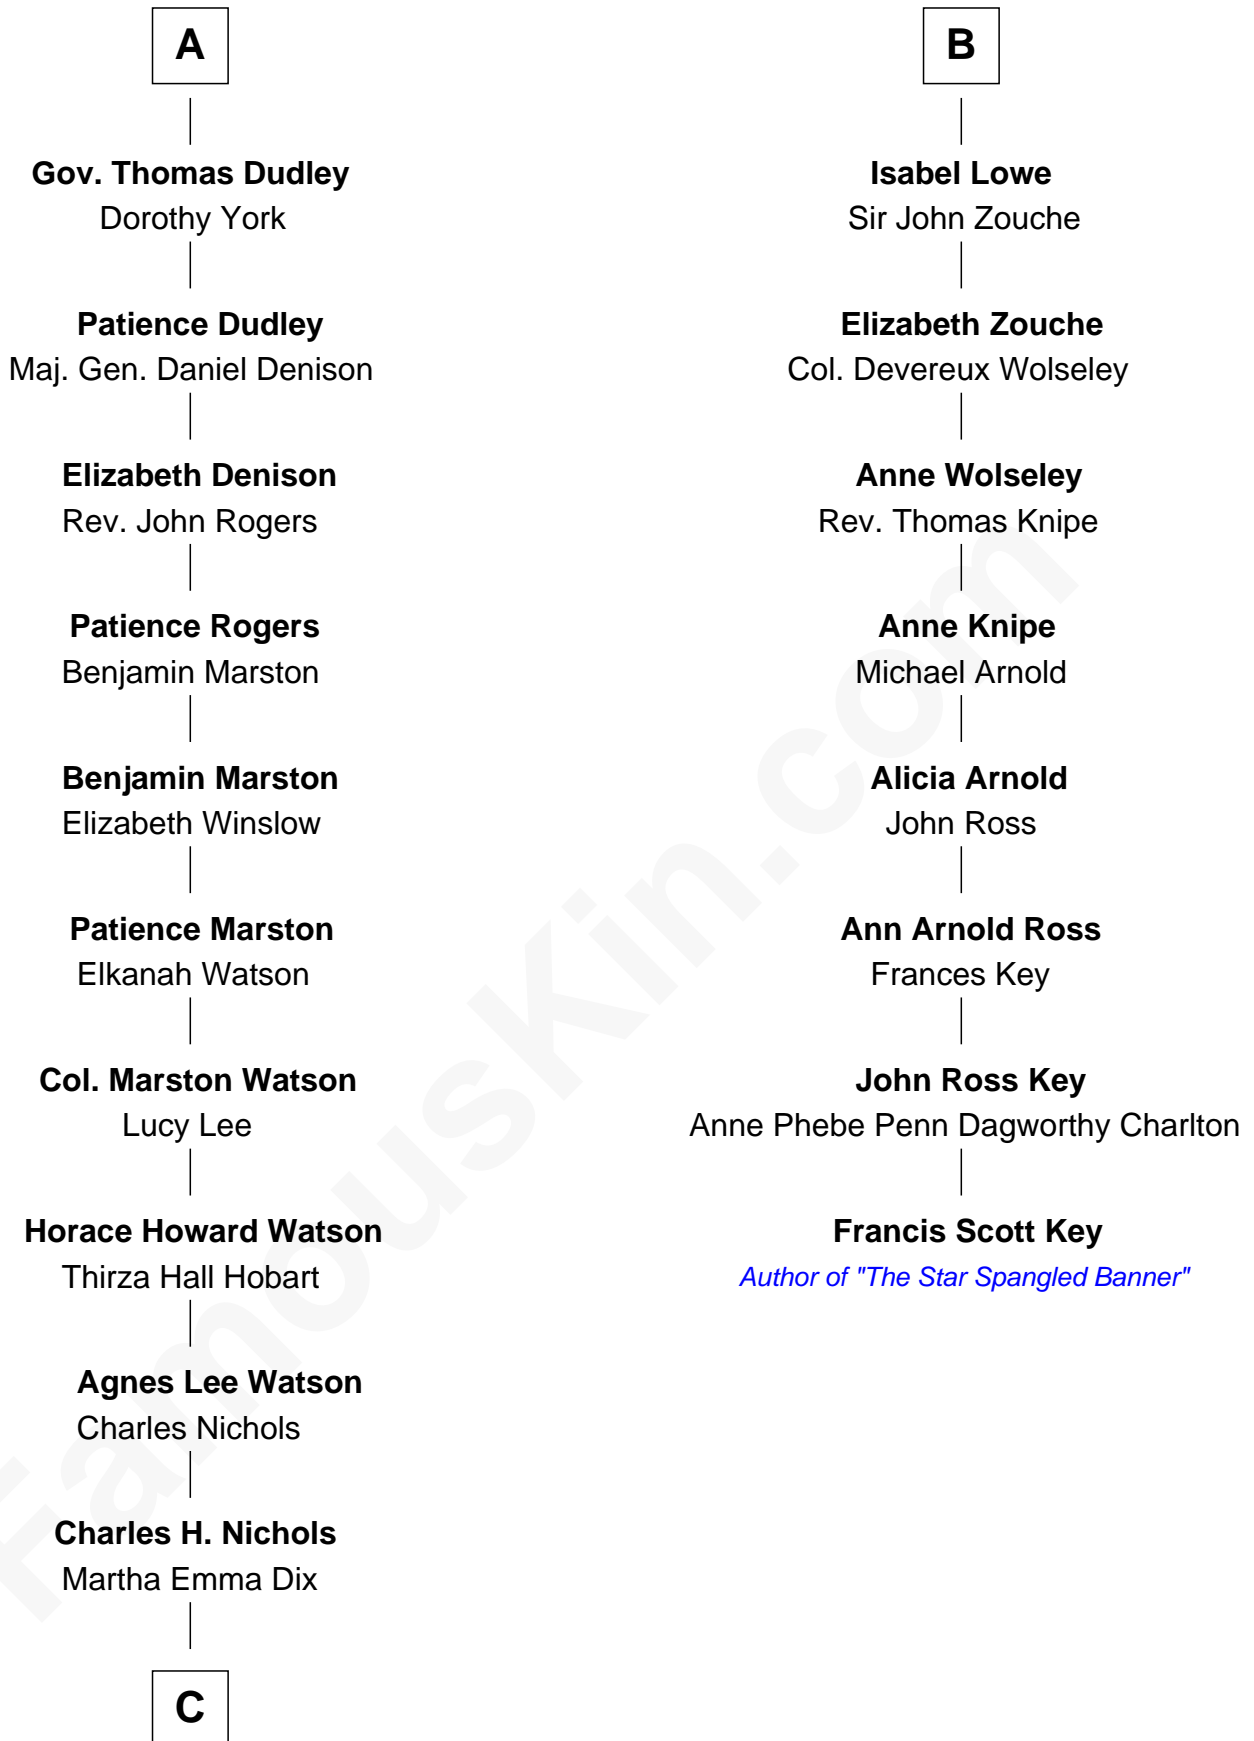 A
Gov. Thomas Dudley
Dorothy York
Patience Dudley
Maj. Gen. Daniel Denison
Elizabeth Denison
Rev. John Rogers
Patience Rogers
Benjamin Marston
Benjamin Marston
Elizabeth Winslow
Patience Marston
Elkanah Watson
Col. Marston Watson
Lucy Lee
Horace Howard Watson
Thirza Hall Hobart
Agnes Lee Watson
Charles Nichols
Charles H. Nichols
Martha Emma Dix
C
B
Isabel Lowe
Sir John Zouche
Elizabeth Zouche
Col. Devereux Wolseley
Anne Wolseley
Rev. Thomas Knipe
Anne Knipe
Michael Arnold
Alicia Arnold
John Ross
Ann Arnold Ross
Frances Key
John Ross Key
Anne Phebe Penn Dagworthy Charlton
Francis Scott Key
Author of "The Star Spangled Banner"
FamousKin.com